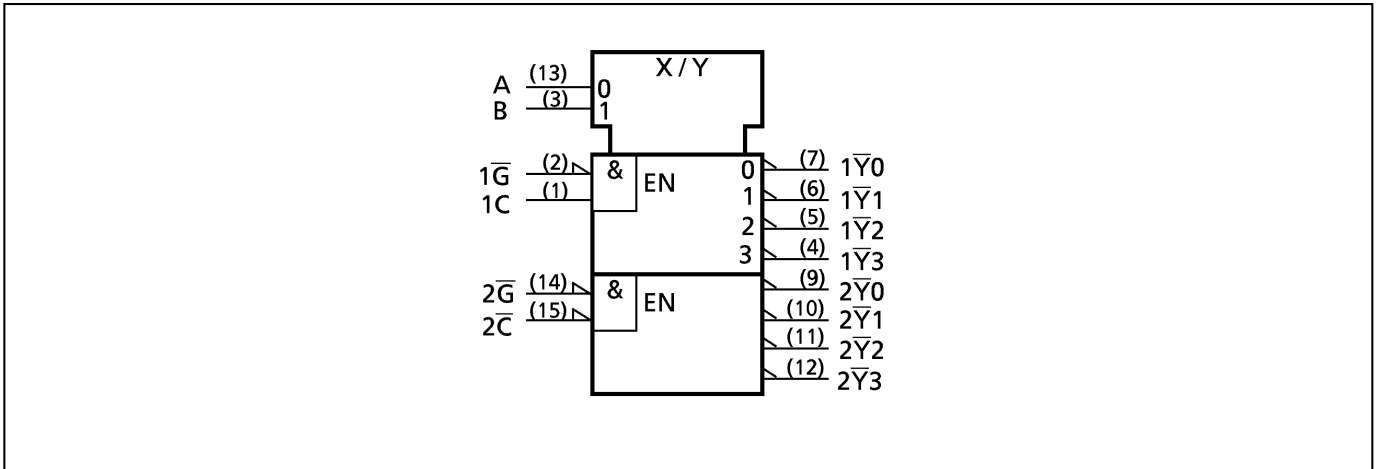 X / Y
A (13) 0
B (3) 1
1G̅ (2) & EN 0 (7) 1Y̅0
1C (1) 1 (6) 1Y̅1
2 (5) 1Y̅2
3 (4) 1Y̅3
2G̅ (14) & EN (9) 2Y̅0
2C̅ (15) (10) 2Y̅1
(11) 2Y̅2
(12) 2Y̅3